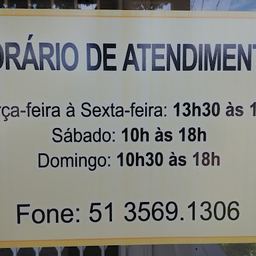 ORÁRIO DE ATENDIMENT
rça-feira à Sexta-feira: 13h30 às 1
Sábado: 10h às 18h
Domingo: 10h30 às 18h
Fone: 51 3569.1306